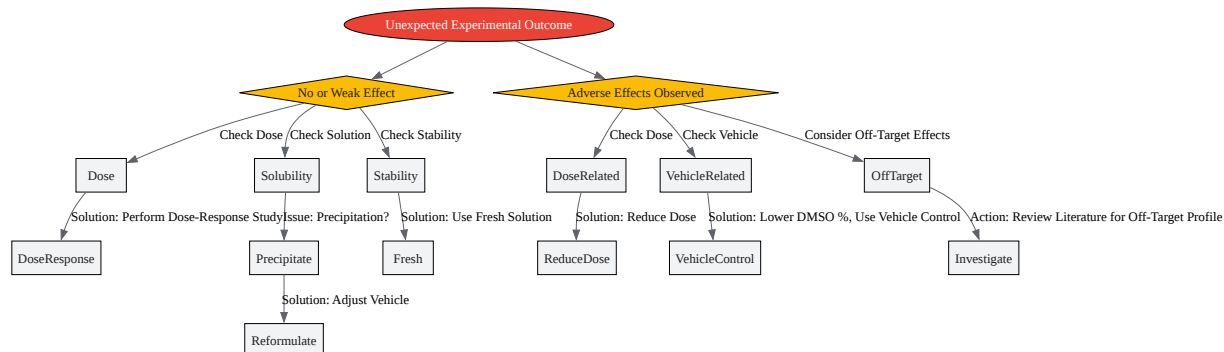 Unexpected Experimental Outcome
No or Weak Effect
Adverse Effects Observed
Check Dose
Check Solution
Check Stability
Check Dose
Check Vehicle
Consider Off-Target Effects
Dose
Solubility
Stability
DoseRelated
VehicleRelated
OffTarget
Solution: Perform Dose-Response Study
Issue: Precipitation?
Solution: Use Fresh Solution
Solution: Reduce Dose
Solution: Lower DMSO %, Use Vehicle Control
Action: Review Literature for Off-Target Profile
DoseResponse
Precipitate
Fresh
ReduceDose
VehicleControl
Investigate
Solution: Adjust Vehicle
Reformulate